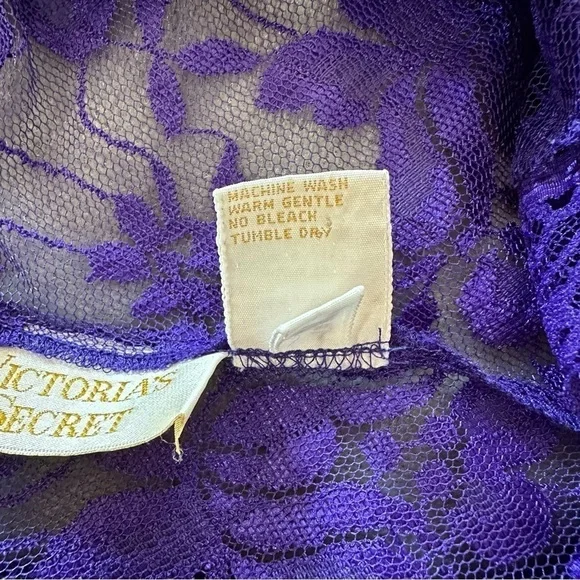 MACHINE WASH
WARM GENTLE
NO BLEACH
TUMBLE DRY
VICTORIA'S
SECRET